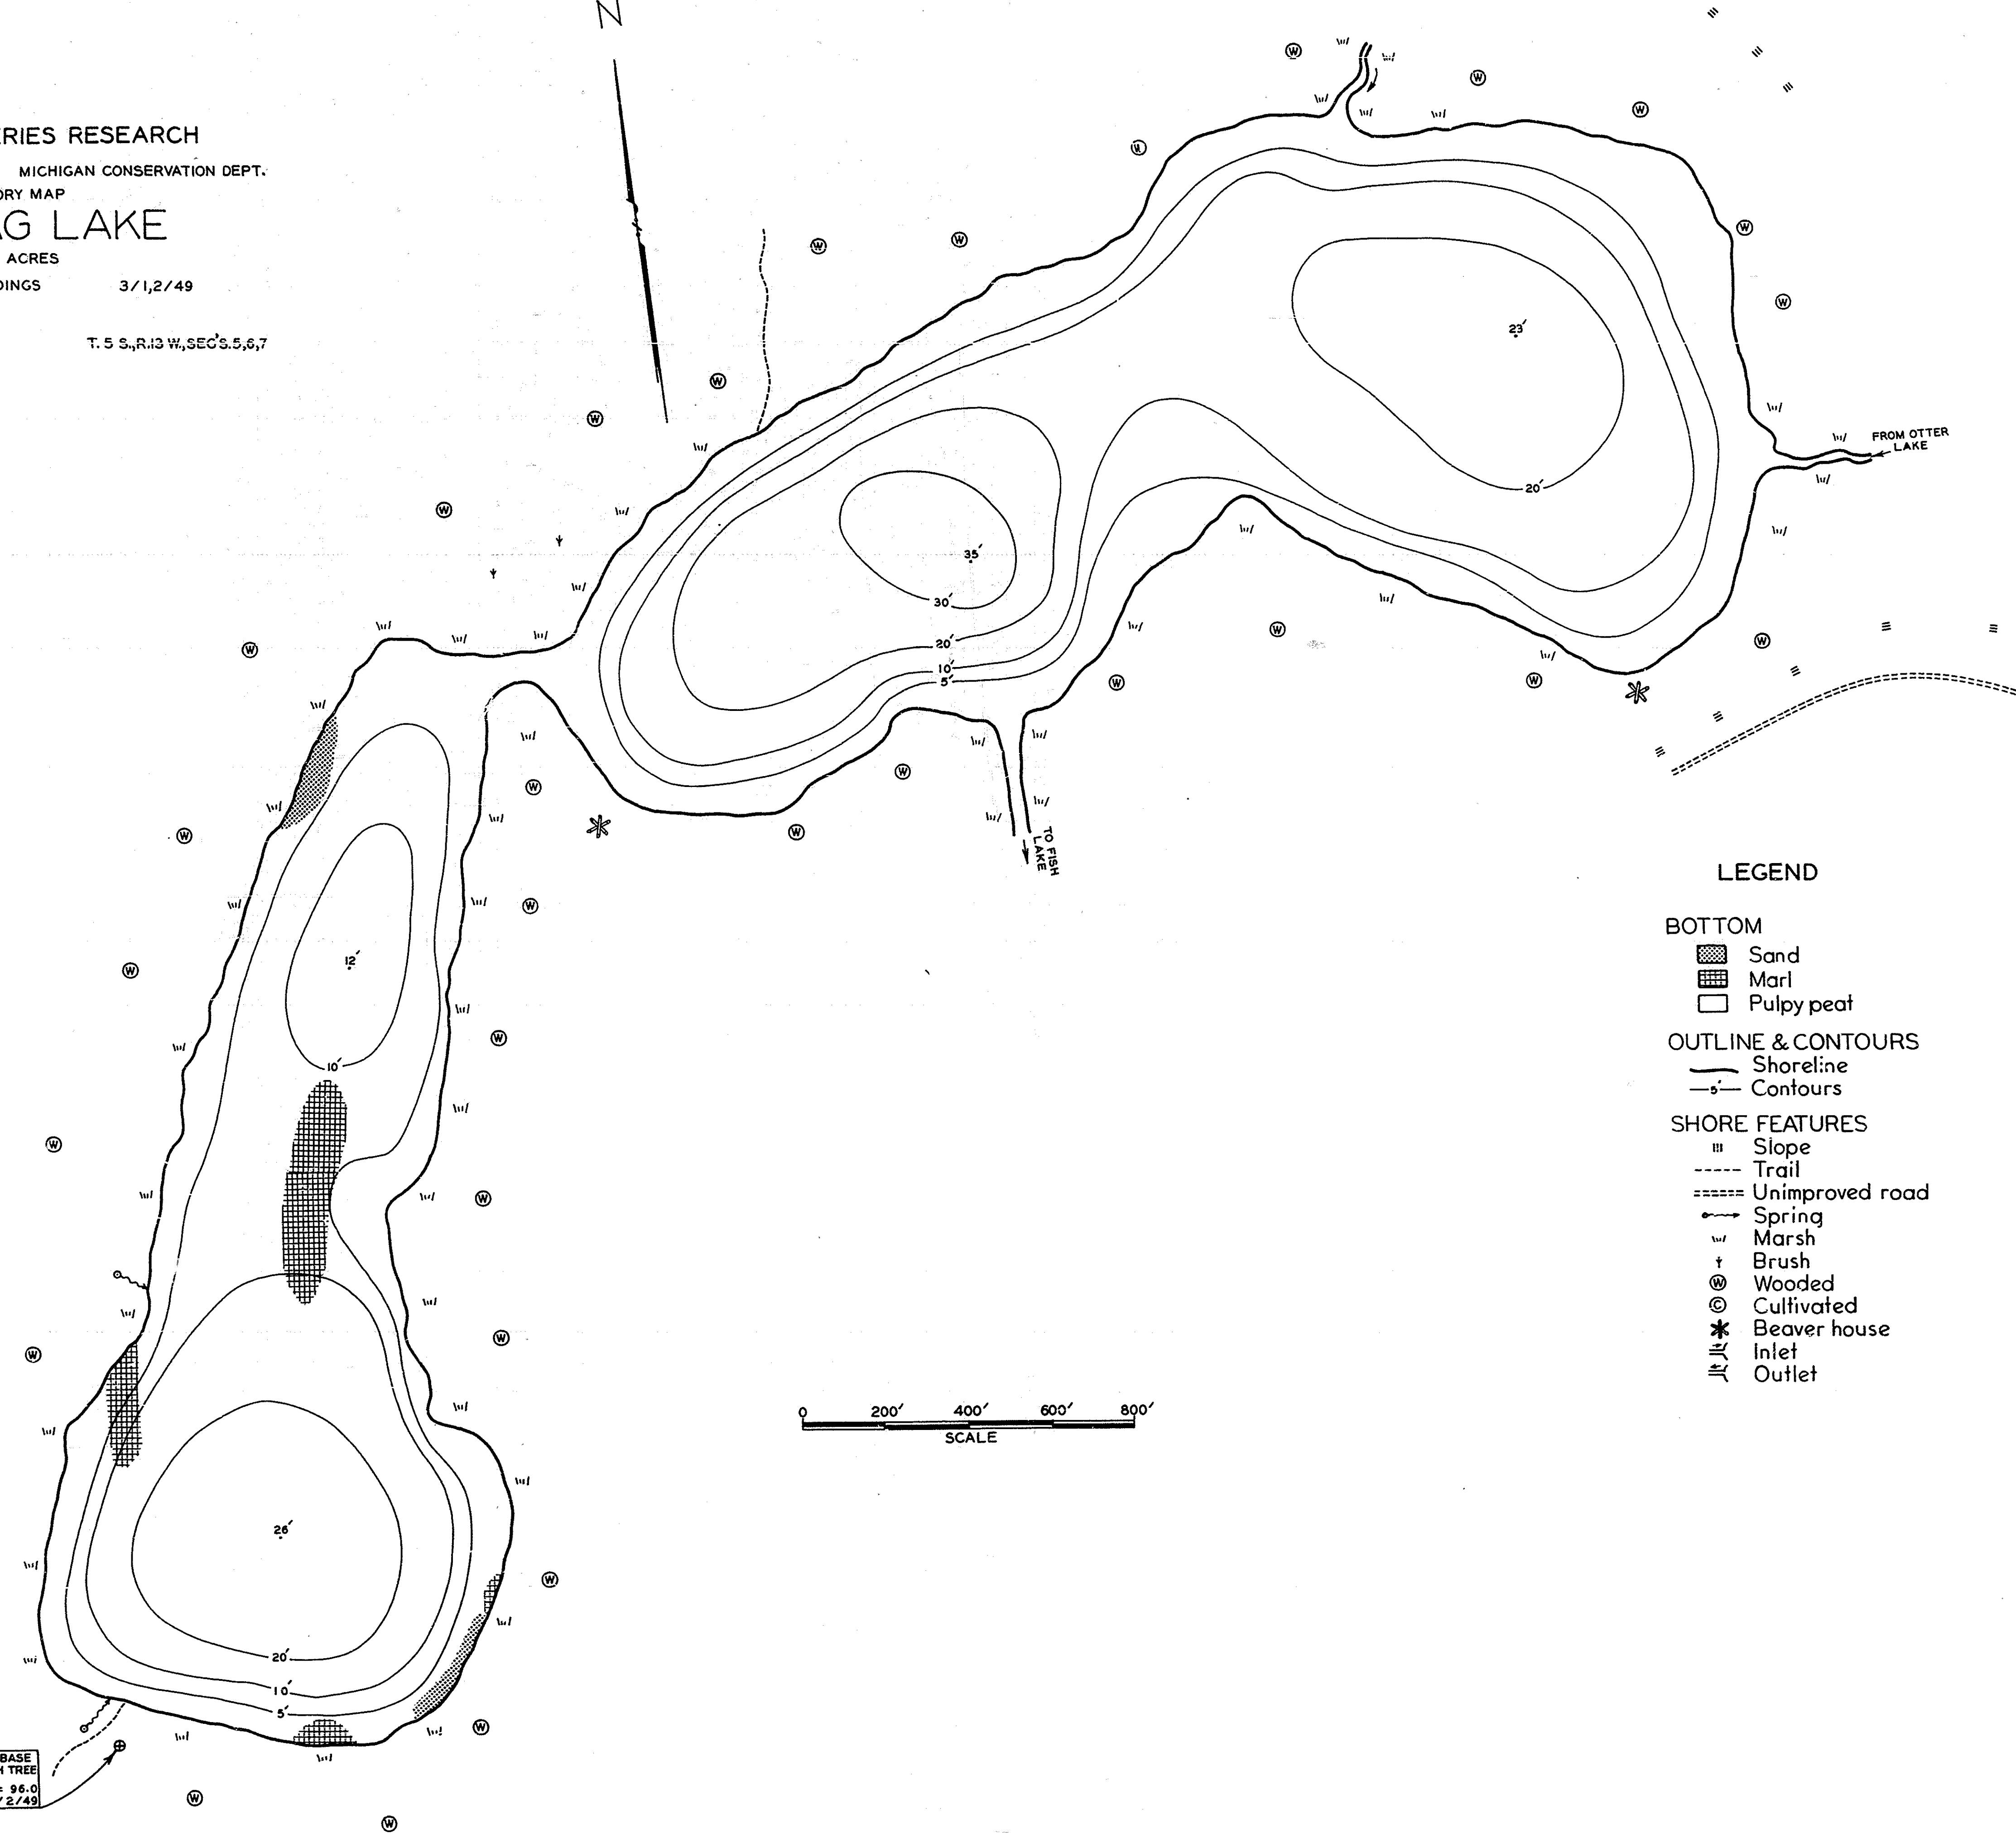 N
RIES RESEARCH
MICHIGAN CONSERVATION DEPT.
ORY MAP
AG LAKE
ACRES
DINGS 3/1,2/49
T. 5 S.,R.13 W.,SEC'S.5,6,7
23'
20'
FROM OTTER
LAKE
35'
30'
20'
10'
5'
TO FISH
LAKE
12'
10'
26'
20'
10'
5'
BASE
TREE
= 96.0
/2/49
0 200' 400' 600' 800'
SCALE
LEGEND
BOTTOM
Sand
Marl
Pulpy peat
OUTLINE & CONTOURS
Shoreline
5' Contours
SHORE FEATURES
Slope
Trail
Unimproved road
Spring
Marsh
Brush
W Wooded
C Cultivated
Beaver house
Inlet
Outlet